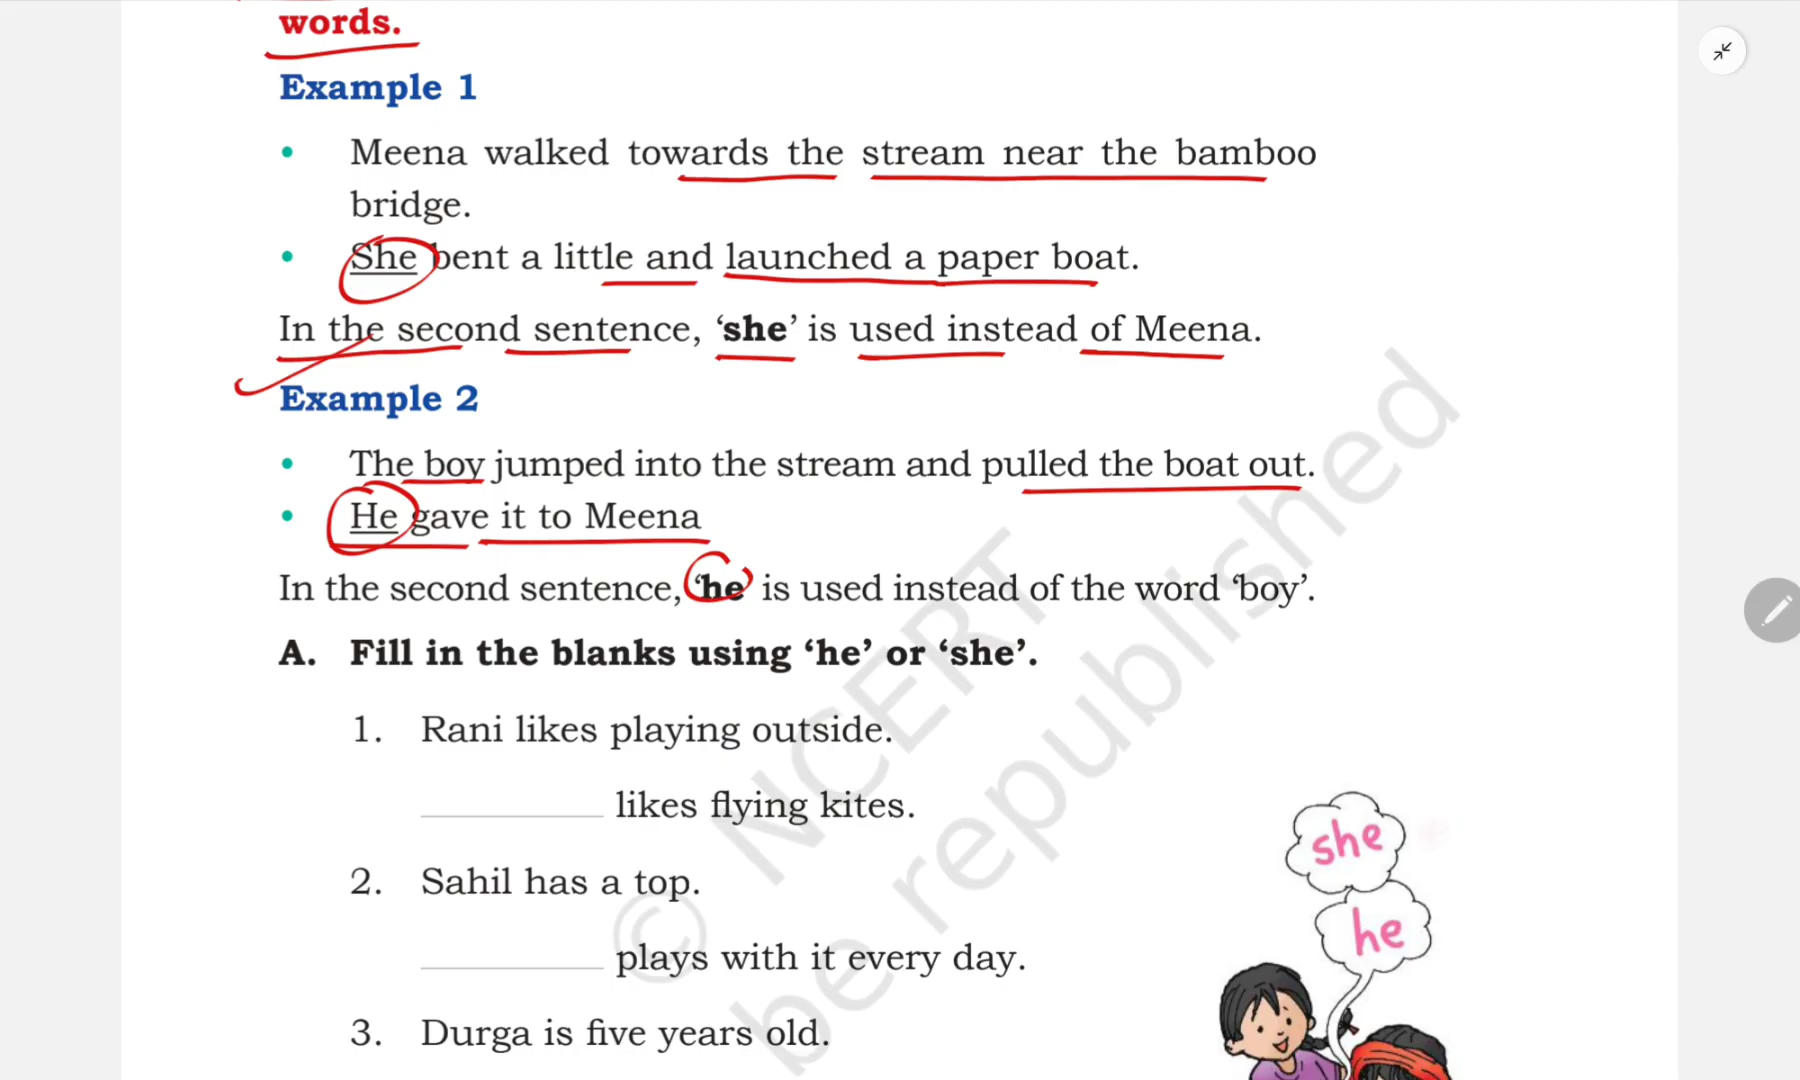 words.
Example 1
• Meena walked towards the stream near the bamboo
bridge.
• She bent a little and launched a paper boat.
In the second sentence, ‘she’ is used instead of Meena.
Example 2
• The boy jumped into the stream and pulled the boat out.
• He gave it to Meena
In the second sentence, ‘he’ is used instead of the word ‘boy’.
A. Fill in the blanks using ‘he’ or ‘she’.
1. Rani likes playing outside.
likes flying kites.
2. Sahil has a top.
plays with it every day.
3. Durga is five years old.
she
he
© NCERT
be republished